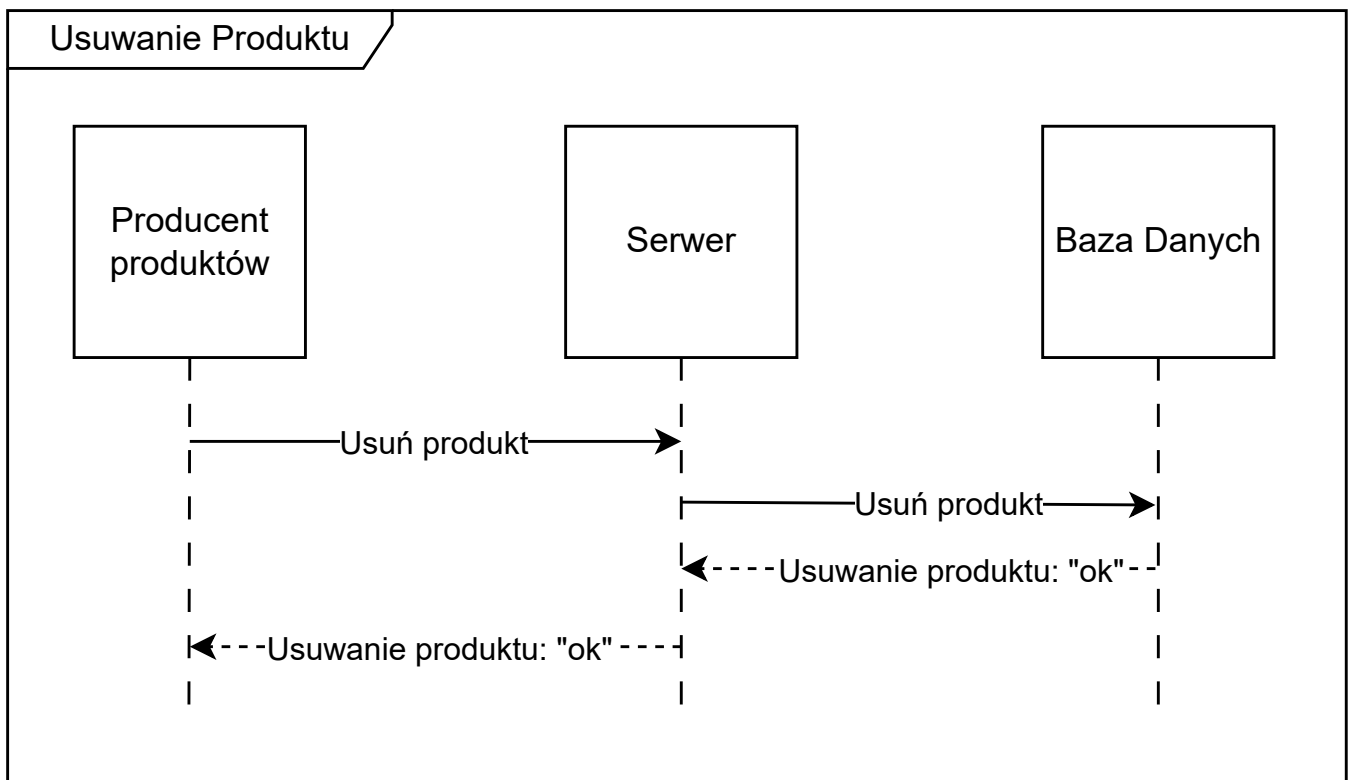 Usuwanie Produktu
Producent
produktów
Serwer
Baza Danych
Usuń produkt
Usuń produkt
Usuwanie produktu: "ok"
Usuwanie produktu: "ok"